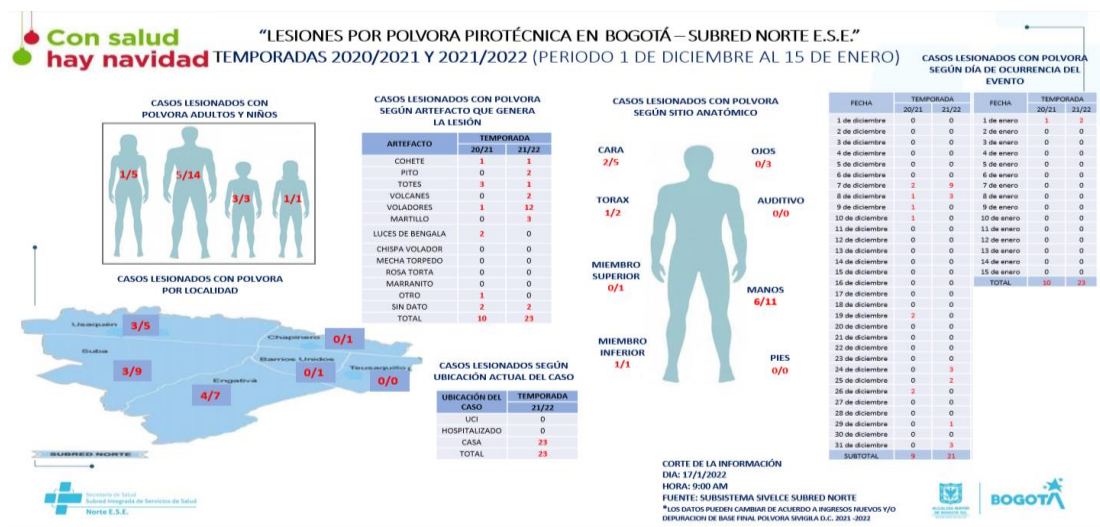 Con salud
hay navidad
“LESIONES POR POLVORA PIROTÉCNICA EN BOGOTÁ – SUBRED NORTE E.S.E.”
TEMPORADAS 2020/2021 Y 2021/2022 (PERIODO 1 DE DICIEMBRE AL 15 DE ENERO)
CASOS LESIONADOS CON
POLVORA ADULTOS Y NIÑOS
1/5 5/14 3/3 1/1
CASOS LESIONADOS CON POLVORA
POR LOCALIDAD
Usaquén 3/5
Chapinero 0/1
Suba 3/9
Barrios Unidos 0/1
Teusaquillo 0/0
Engativá 4/7
SUBRED NORTE
Secretaría de Salud
Subred Integrada de Servicios de Salud
Norte E.S.E.
CASOS LESIONADOS CON POLVORA
SEGÚN ARTEFACTO QUE GENERA
LA LESIÓN
ARTEFACTO TEMPORADA
20/21 21/22
COHETE 1 1
PITO 0 2
TOTES 3 1
VOLCANES 0 2
VOLADORES 1 12
MARTILLO 0 3
LUCES DE BENGALA 2 0
CHISPA VOLADOR 0 0
MECHA TORPEDO 0 0
ROSA TORTA 0 0
MARRANITO 0 0
OTRO 1 0
SIN DATO 2 2
TOTAL 10 23
CASOS LESIONADOS SEGÚN
UBICACIÓN ACTUAL DEL CASO
UBICACIÓN DEL CASO TEMPORADA
21/22
UCI 0
HOSPITALIZADO 0
CASA 23
TOTAL 23
CASOS LESIONADOS CON POLVORA
SEGÚN SITIO ANATÓMICO
CARA
2/5
OJOS
0/3
TORAX
1/2
AUDITIVO
0/0
MIEMBRO
SUPERIOR
0/1
MANOS
6/11
MIEMBRO
INFERIOR
1/1
PIES
0/0
CORTE DE LA INFORMACIÓN
DIA: 17/1/2022
HORA: 9:00 AM
FUENTE: SUBSISTEMA SIVELCE SUBRED NORTE
*LOS DATOS PUEDEN CAMBIAR DE ACUERDO A INGRESOS NUEVOS Y/O
DEPURACION DE BASE FINAL POLVORA SIVIGILA D.C. 2021 -2022
CASOS LESIONADOS CON POLVORA
SEGÚN DÍA DE OCURRENCIA DEL
EVENTO
FECHA TEMPORADA
20/21 21/22
1 de diciembre 0 0
2 de diciembre 0 0
3 de diciembre 0 0
4 de diciembre 0 0
5 de diciembre 0 0
6 de diciembre 0 0
7 de diciembre 2 9
8 de diciembre 1 3
9 de diciembre 1 0
10 de diciembre 1 0
11 de diciembre 0 0
12 de diciembre 0 0
13 de diciembre 0 0
14 de diciembre 0 0
15 de diciembre 0 0
16 de diciembre 0 0
17 de diciembre 0 0
18 de diciembre 0 0
19 de diciembre 2 0
20 de diciembre 0 0
21 de diciembre 0 0
22 de diciembre 0 0
23 de diciembre 0 0
24 de diciembre 0 3
25 de diciembre 0 2
26 de diciembre 2 0
27 de diciembre 0 0
28 de diciembre 0 0
29 de diciembre 0 1
30 de diciembre 0 0
31 de diciembre 0 3
SUBTOTAL 9 21
FECHA TEMPORADA
20/21 21/22
1 de enero 1 2
2 de enero 0 0
3 de enero 0 0
4 de enero 0 0
5 de enero 0 0
6 de enero 0 0
7 de enero 0 0
8 de enero 0 0
9 de enero 0 0
10 de enero 0 0
11 de enero 0 0
12 de enero 0 0
13 de enero 0 0
14 de enero 0 0
15 de enero 0 0
TOTAL 10 23
ALCALDÍA MAYOR
DE BOGOTÁ D.C.
BOGOTÁ